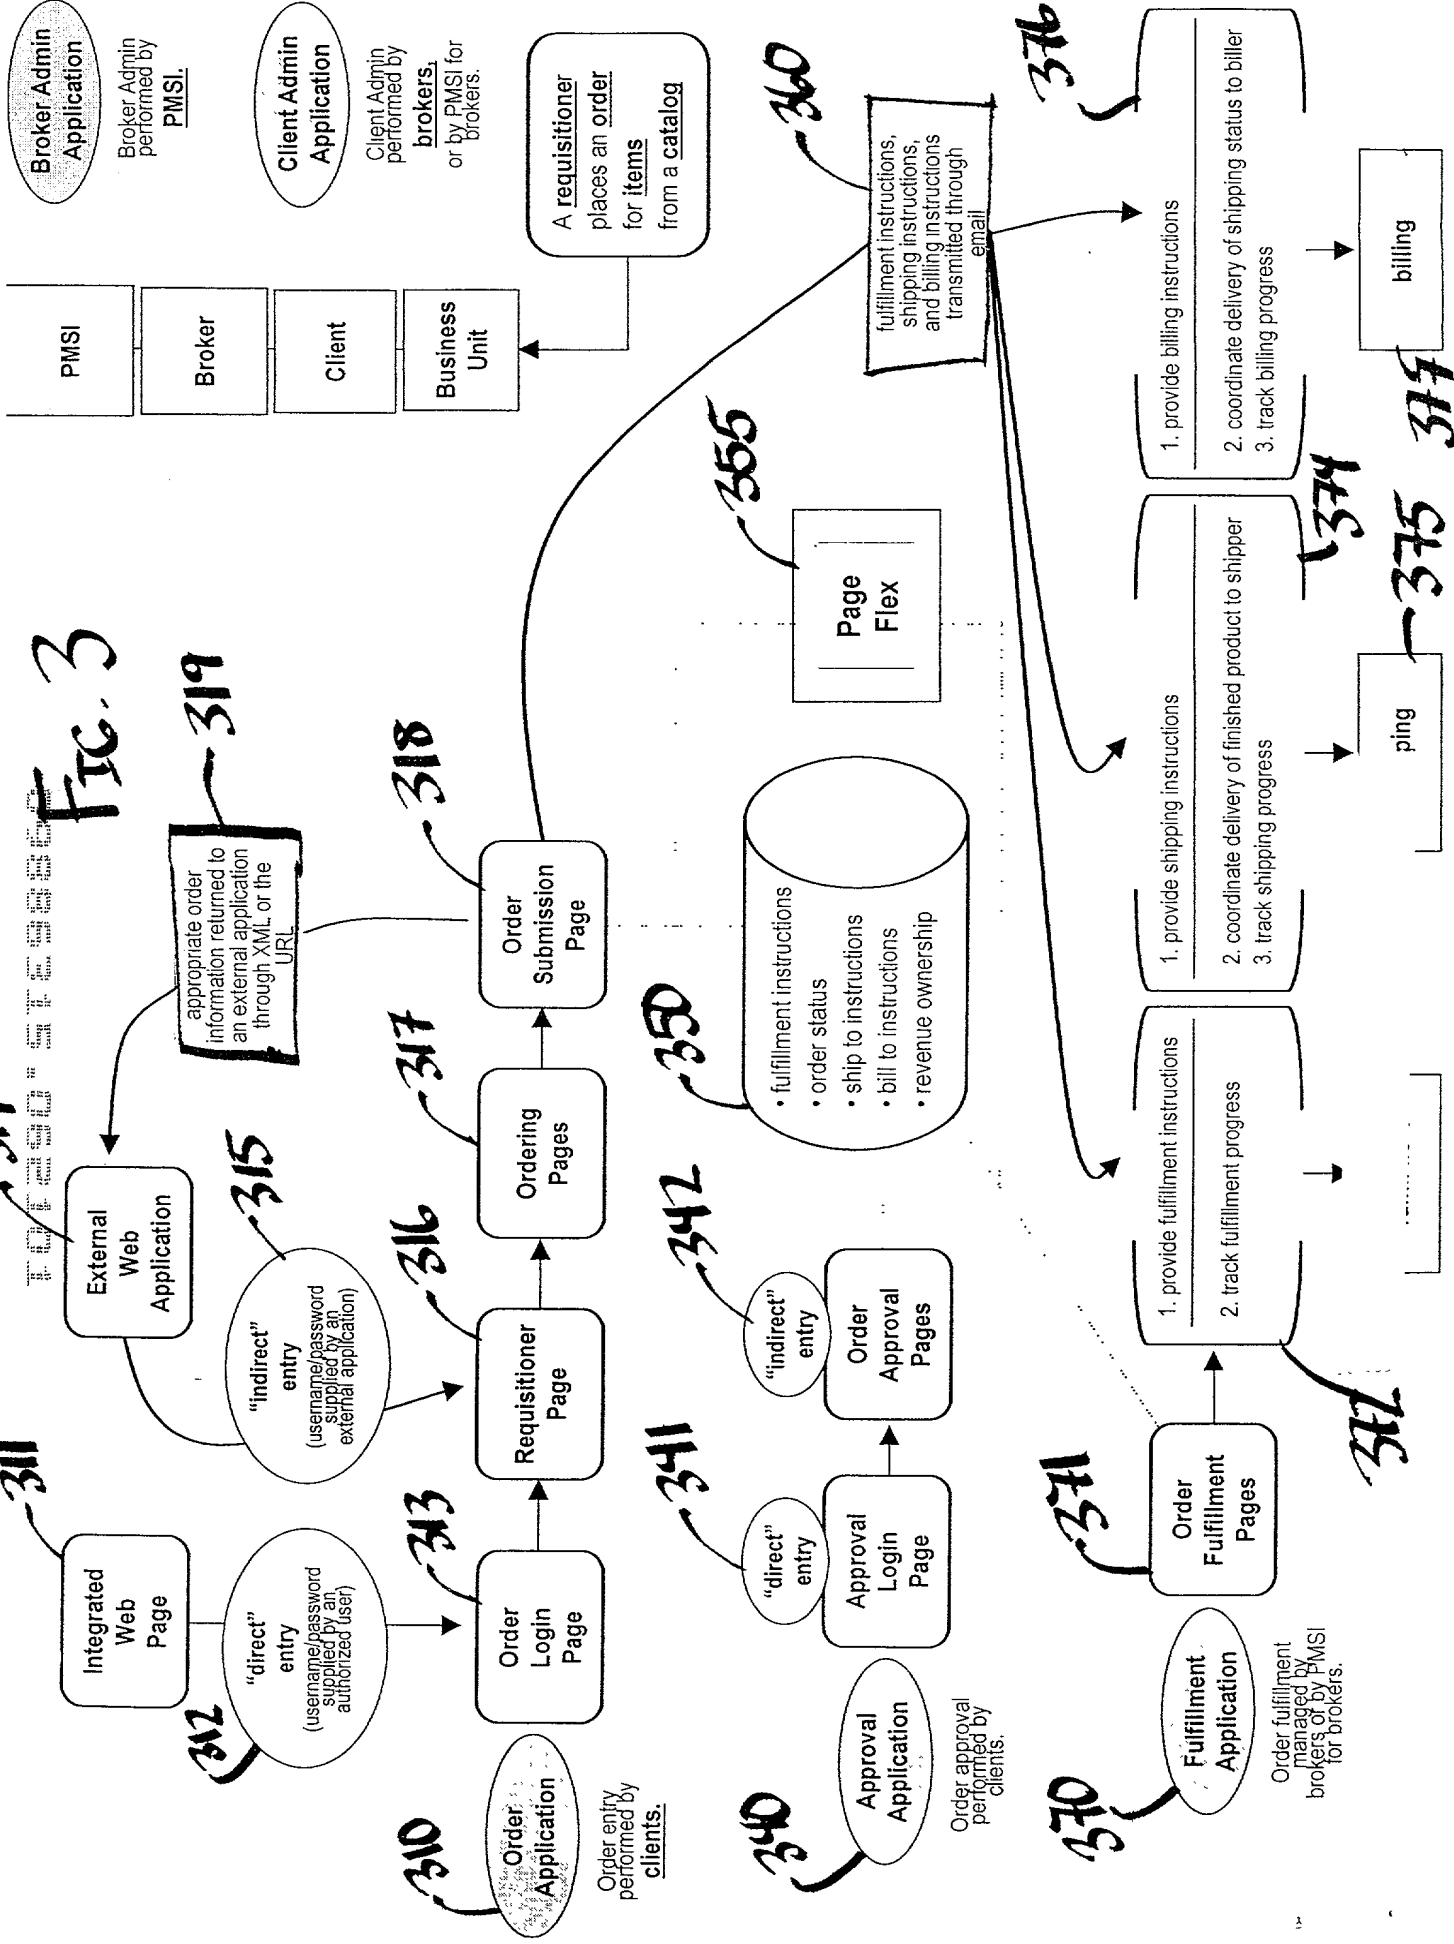 FIG. 3
311
Integrated
Web
Page
External
Web
Application
appropriate order
information returned to
an external application
through XML or the
URL
319
PMSI
Broker
Client
Business
Unit
Broker Admin
Application
Broker Admin
performed by
PMSI.
Client Admin
Application
Client Admin
performed by
brokers,
or by PMSI for
brokers.
A requisitioner
places an order
for items
from a catalog
312
"direct"
entry
(username/password
supplied by an
authorized user)
315
"indirect"
entry
(username/password
supplied by an
external application)
310
Order
Application
Order entry
performed by
clients.
313
Order
Login
Page
316
Requisitioner
Page
317
Ordering
Pages
318
Order
Submission
Page
340
Approval
Application
Order approval
performed by
clients.
341
"direct"
entry
Approval
Login
Page
342
"indirect"
entry
Order
Approval
Pages
350
• fulfillment instructions
• order status
• ship to instructions
• bill to instructions
• revenue ownership
355
Page
Flex
360
fulfillment instructions,
shipping instructions,
and billing instructions
transmitted through
email
370
Fulfillment
Application
Order fulfillment
managed by
brokers of by PMSI
for brokers.
371
Order
Fulfillment
Pages
372
1. provide fulfillment instructions
2. track fulfillment progress
374
1. provide shipping instructions
2. coordinate delivery of finished product to shipper
3. track shipping progress
376
1. provide billing instructions
2. coordinate delivery of shipping status to biller
3. track billing progress
ping
375
billing
377